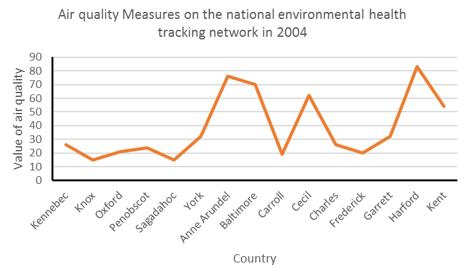 Air quality Measures on the national environmental health
tracking network in 2004
Value of air quality
90
80
70
60
50
40
30
20
10
0
Kennebec
Knox
Oxford
Penobscot
Sagadahoc
York
Anne Arundel
Baltimore
Carroll
Cecil
Charles
Frederick
Garrett
Harford
Kent
Country